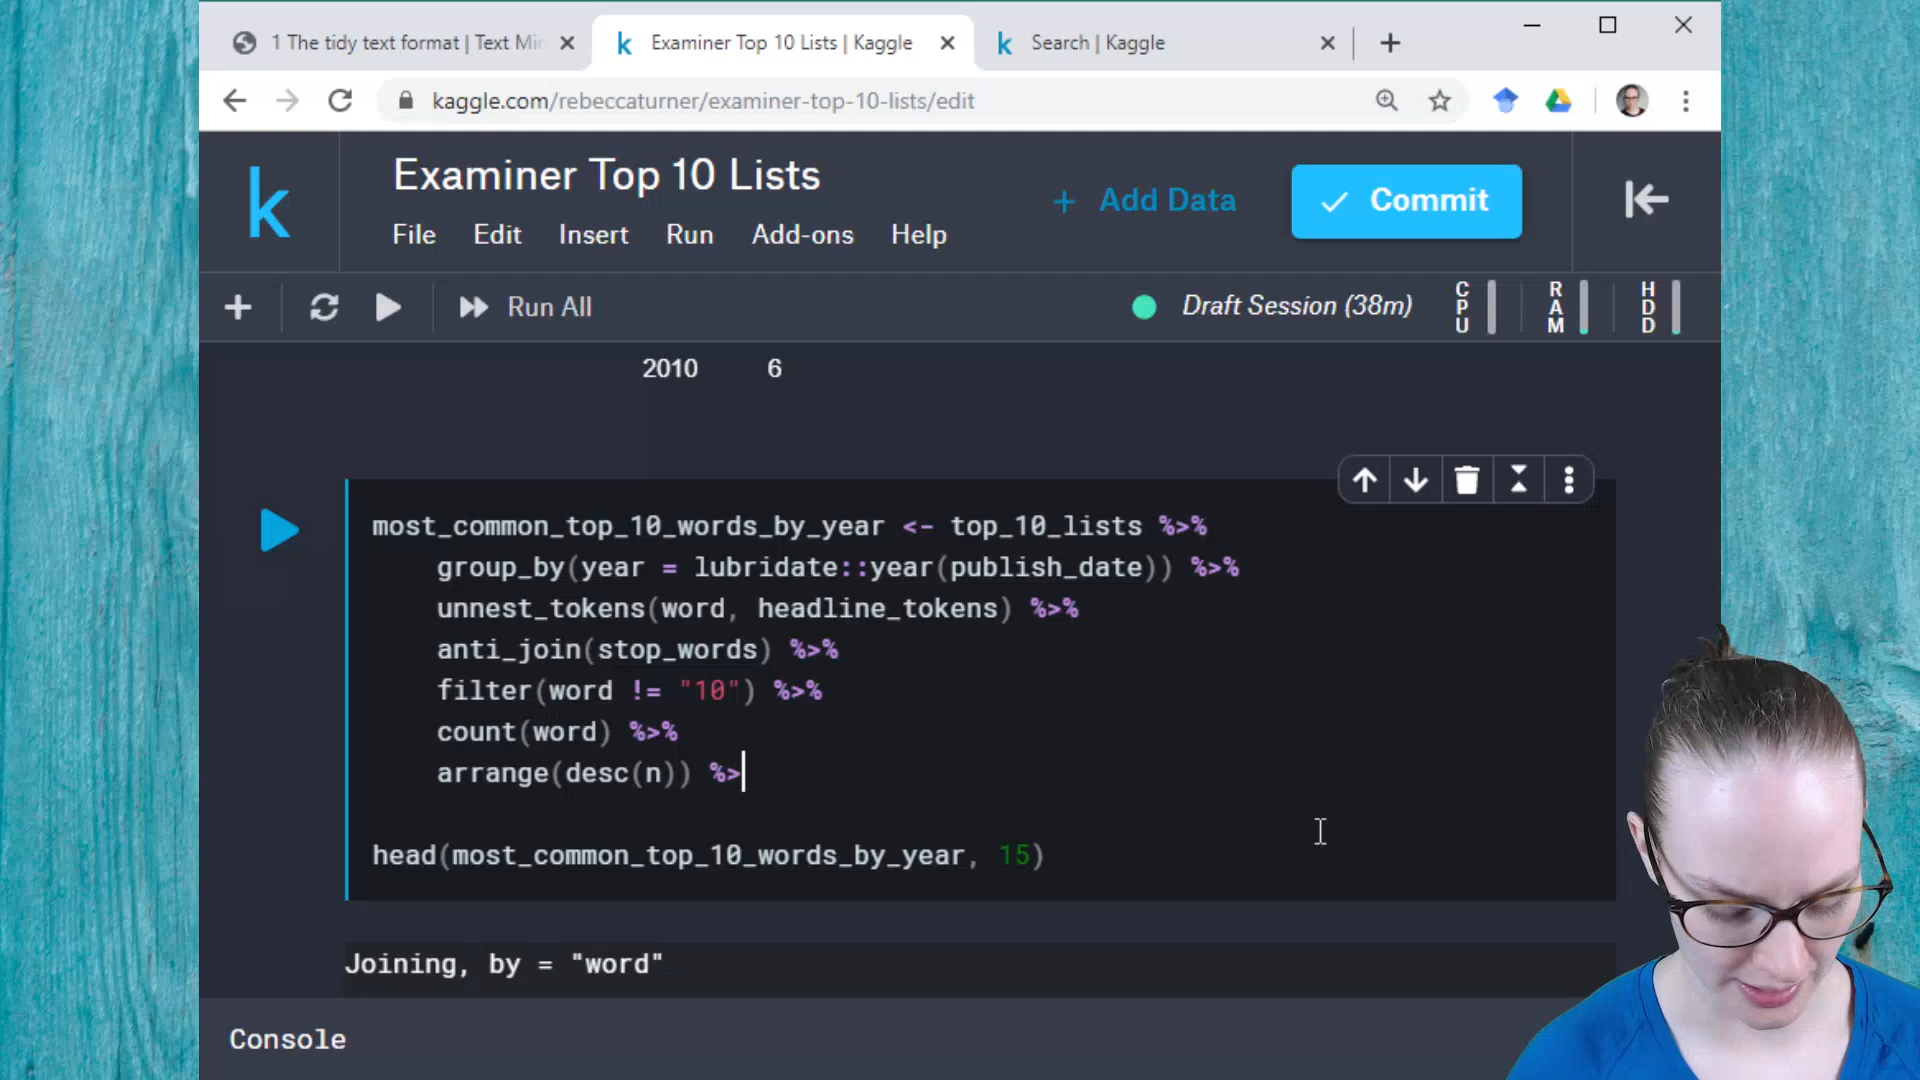 1 The tidy text format | Text Min
Examiner Top 10 Lists | Kaggle
Search | Kaggle
kaggle.com/rebeccaturner/examiner-top-10-lists/edit
k
Examiner Top 10 Lists
+ Add Data
Commit
File Edit Insert Run Add-ons Help
Run All
Draft Session (38m)
CPU
RAM
HDD
2010 6
most_common_top_10_words_by_year <- top_10_lists %>%
group_by(year = lubridate::year(publish_date)) %>%
unnest_tokens(word, headline_tokens) %>%
anti_join(stop_words) %>%
filter(word != "10") %>%
count(word) %>%
arrange(desc(n)) %>
head(most_common_top_10_words_by_year, 15)
Joining, by = "word"
Console